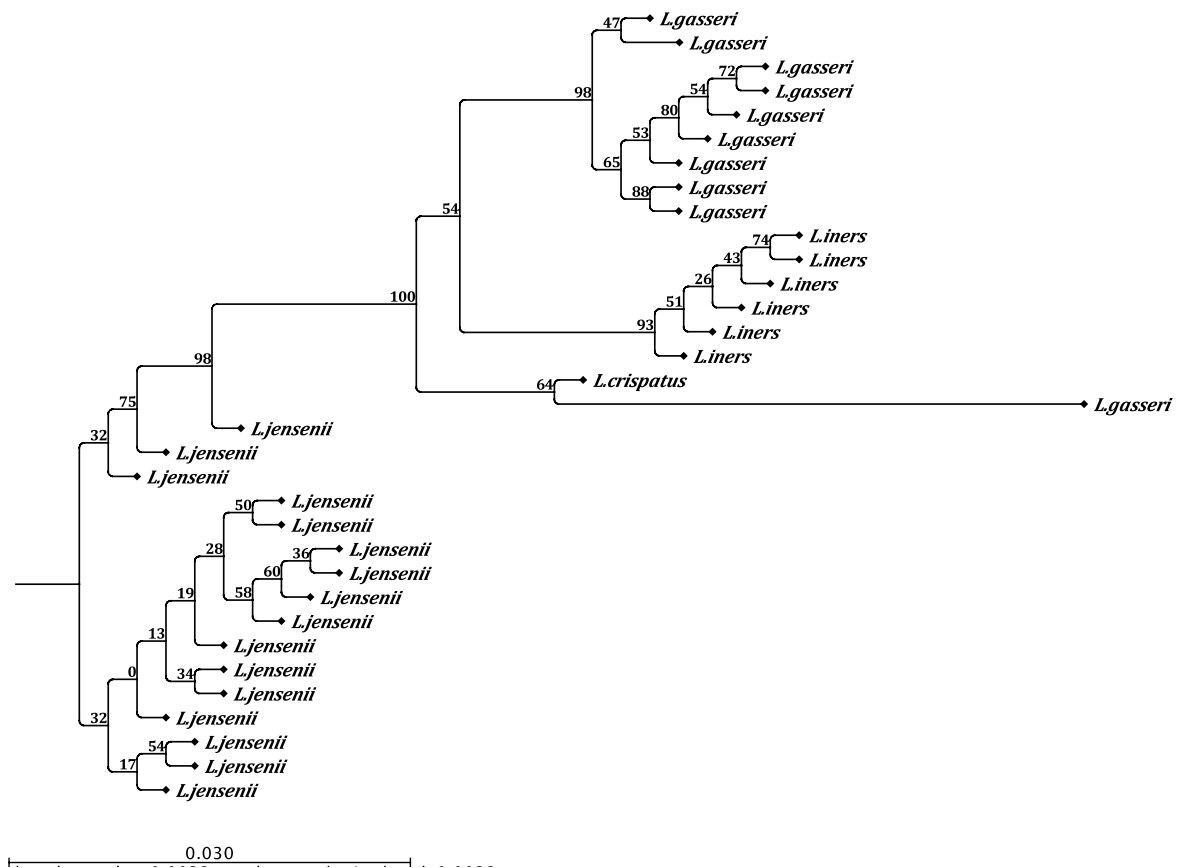 47 L.gasseri
L.gasseri
72 L.gasseri
98 54 L.gasseri
80 L.gasseri
53 L.gasseri
65 L.gasseri
88 L.gasseri
54 L.gasseri
74 L.iners
43 L.iners
26 L.iners
100 51 L.iners
93 L.iners
L.iners
98 64 L.crispatus
75 L.gasseri
32 L.jensenii
L.jensenii
L.jensenii
50 L.jensenii
L.jensenii
28 36 L.jensenii
60 L.jensenii
19 58 L.jensenii
L.jensenii
13 L.jensenii
0 34 L.jensenii
L.jensenii
32 L.jensenii
54 L.jensenii
17 L.jensenii
L.jensenii
0.030